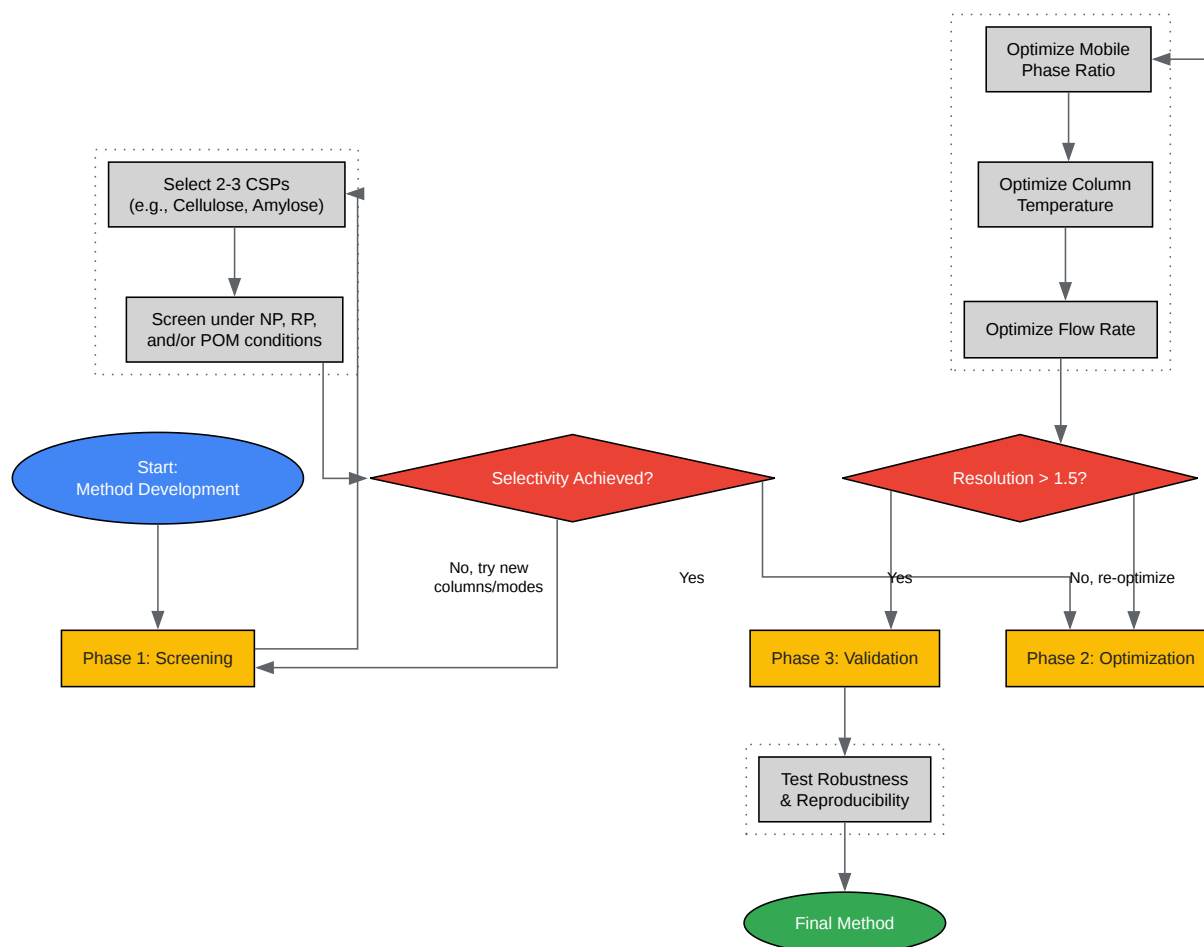 Optimize Mobile
Phase Ratio
Select 2-3 CSPs
(e.g., Cellulose, Amylose)
Optimize Column
Temperature
Screen under NP, RP,
and/or POM conditions
Optimize Flow Rate
Start:
Method Development
Selectivity Achieved?
Resolution > 1.5?
No, try new
columns/modes
Yes
Yes
No, re-optimize
Phase 1: Screening
Phase 3: Validation
Phase 2: Optimization
Test Robustness
& Reproducibility
Final Method